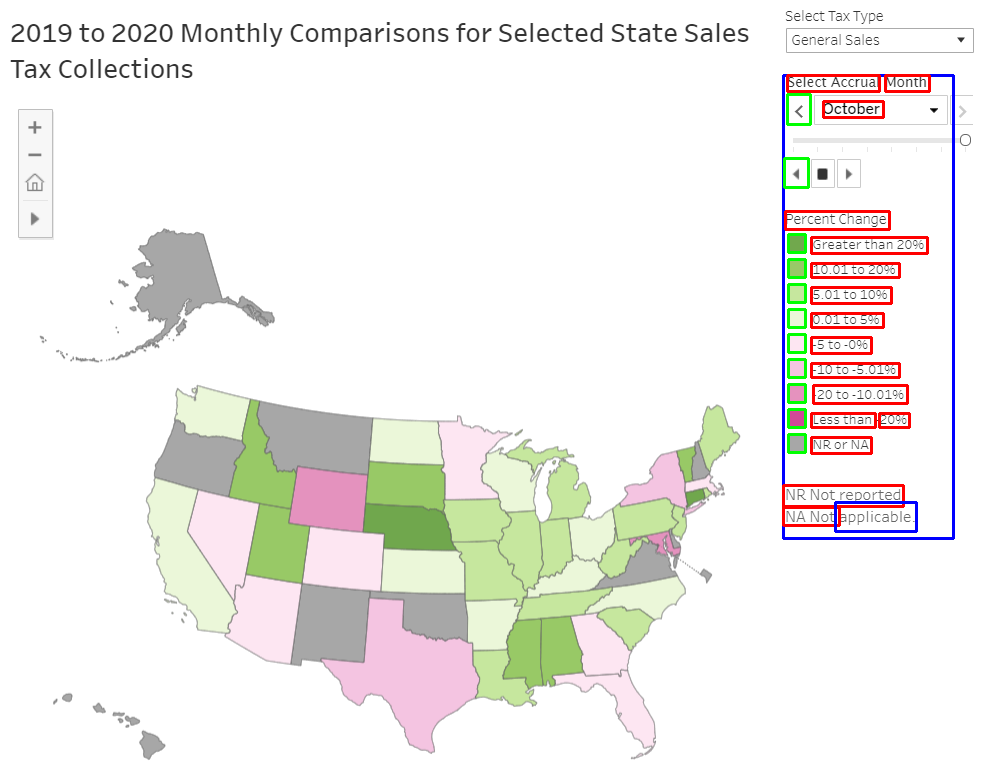 2019 to 2020 Monthly Comparisons for Selected State Sales
Tax Collections
Select Tax Type
General Sales
Select Accrual Month
October
Percent Change
Greater than 20%
10.01 to 20%
5.01 to 10%
0.01 to 5%
-5 to -0%
-10 to -5.01%
-20 to -10.01%
Less than -20%
NR or NA
NR Not reported
NA Not applicable.